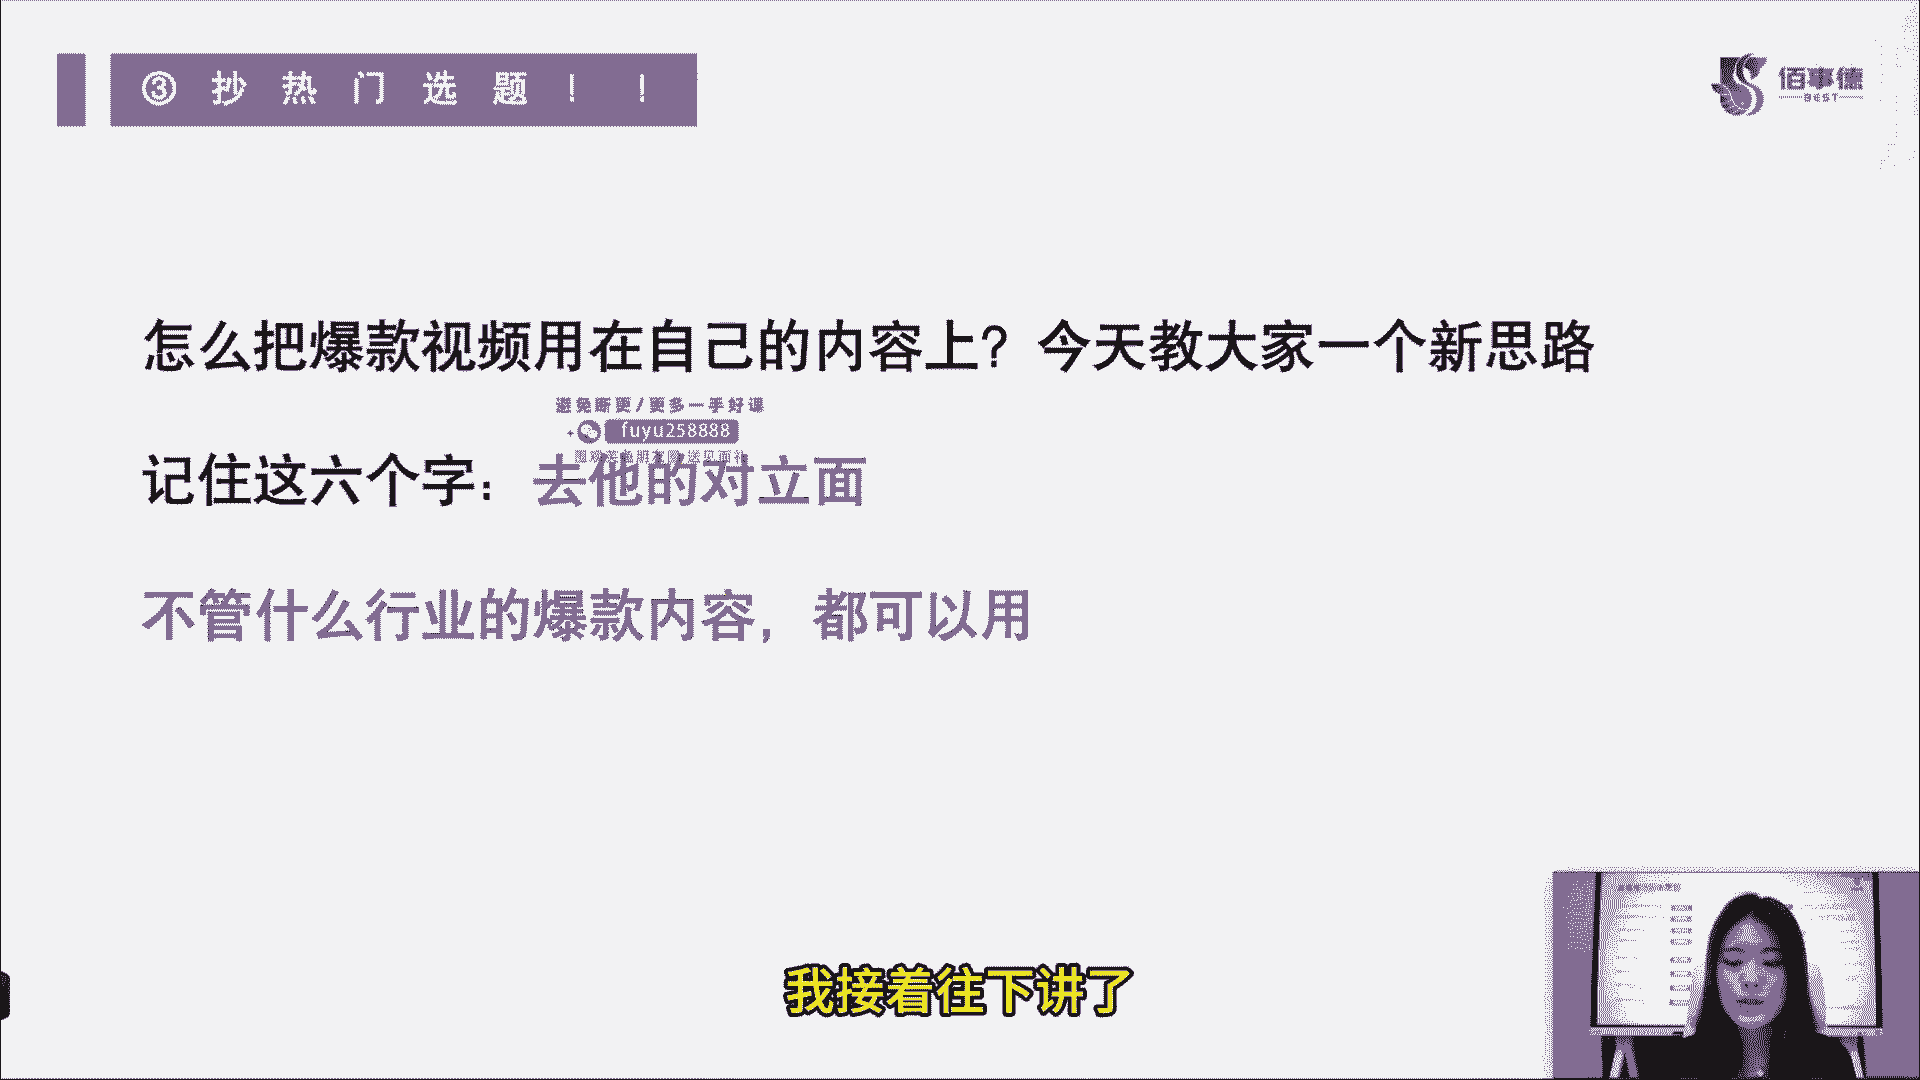 ③抄热门选题！！
佰事德
BEST
怎么把爆款视频用在自己的内容上？今天教大家一个新思路
避免断更/更多一手好课
fuyu258888
记住这六个字：去他的对立面
不管什么行业的爆款内容，都可以用
我接着往下讲了